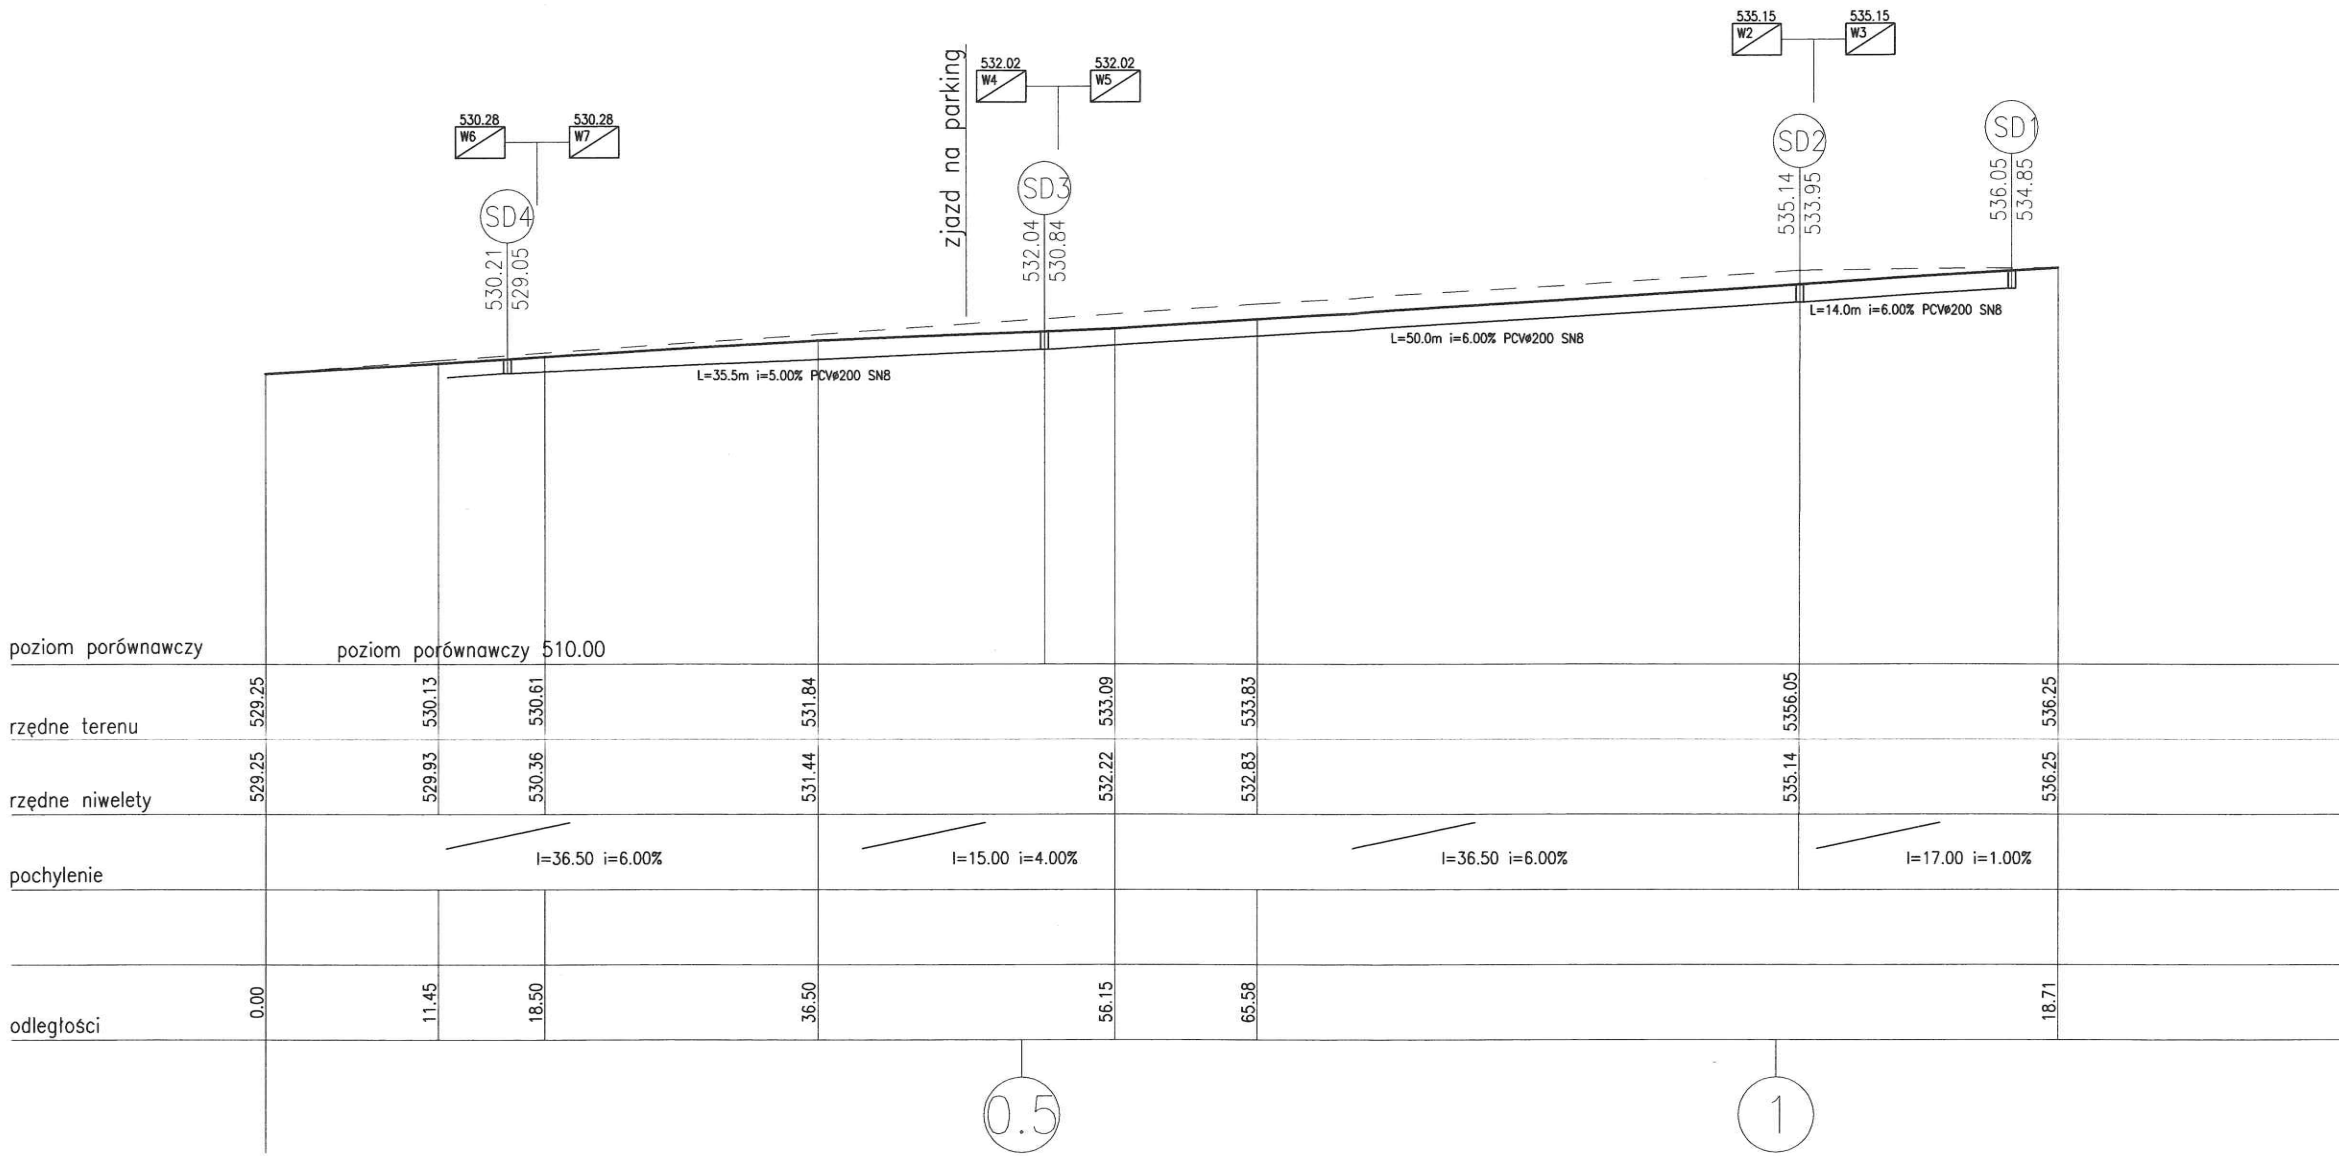 535.15
535.15
W2
W3
532.02
532.02
W4
W5
530.28
530.28
W6
W7
zjazd na parking
SD1
SD2
SD3
SD4
536.05
534.85
535.14
533.95
532.04
530.84
530.21
529.05
L=14.0m i=6.00% PCVø200 SN8
L=50.0m i=6.00% PCVø200 SN8
L=35.5m i=5.00% PCVø200 SN8
poziom porównawczy
poziom porównawczy 510.00
rzędne terenu
529.25
530.13
530.61
531.84
533.09
533.83
5356.05
536.25
rzędne niwelety
529.25
529.93
530.36
531.44
532.22
532.83
535.14
536.25
pochylenie
l=36.50 i=6.00%
l=15.00 i=4.00%
l=36.50 i=6.00%
l=17.00 i=1.00%
odległości
0.00
11.45
18.50
36.50
56.15
65.58
18.71
0.5
1